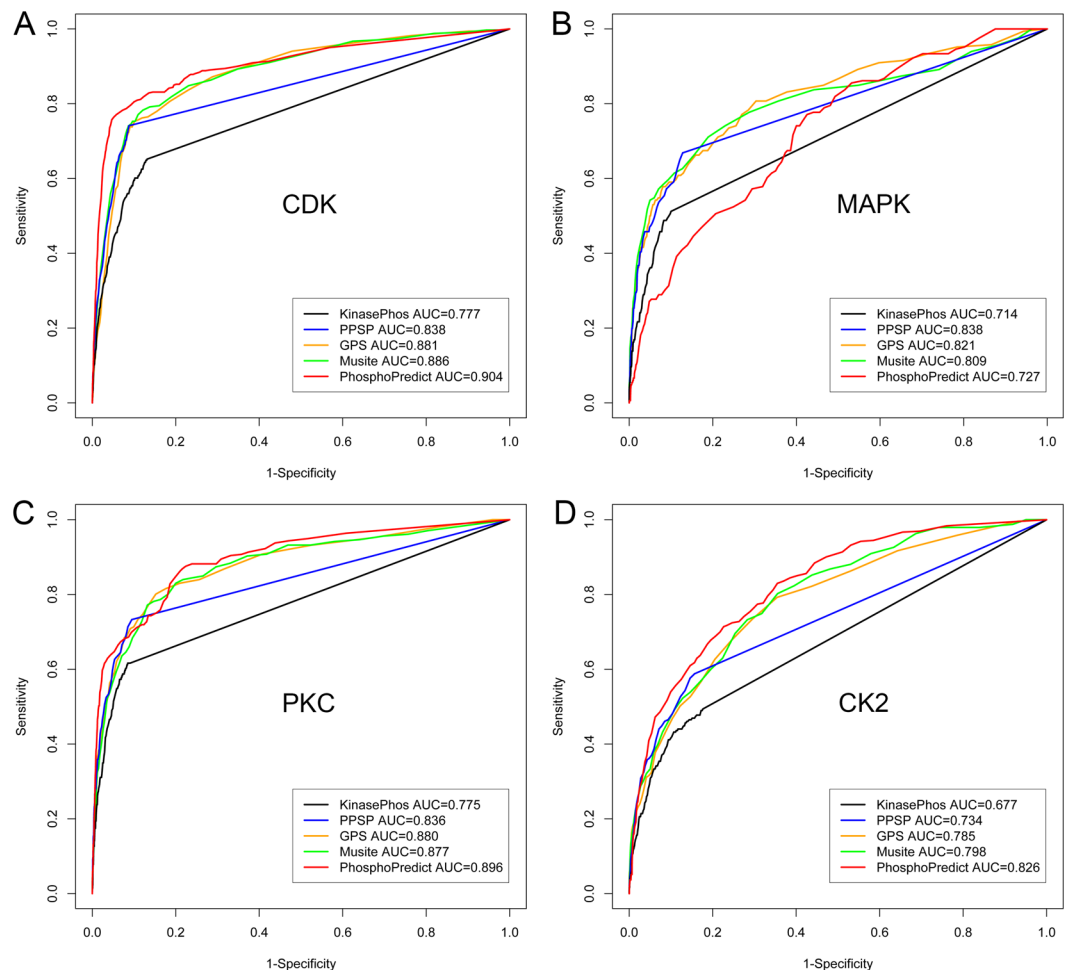 A
1.0
0.8
0.6
0.4
0.2
0.0
Sensitivity
CDK
KinasePhos AUC=0.777
PPSP AUC=0.838
GPS AUC=0.881
Musite AUC=0.886
PhosphoPredict AUC=0.904
0.0 0.2 0.4 0.6 0.8 1.0
1-Specificity
B
1.0
0.8
0.6
0.4
0.2
0.0
Sensitivity
MAPK
KinasePhos AUC=0.714
PPSP AUC=0.838
GPS AUC=0.821
Musite AUC=0.809
PhosphoPredict AUC=0.727
0.0 0.2 0.4 0.6 0.8 1.0
1-Specificity
C
1.0
0.8
0.6
0.4
0.2
0.0
Sensitivity
PKC
KinasePhos AUC=0.775
PPSP AUC=0.836
GPS AUC=0.880
Musite AUC=0.877
PhosphoPredict AUC=0.896
0.0 0.2 0.4 0.6 0.8 1.0
1-Specificity
D
1.0
0.8
0.6
0.4
0.2
0.0
Sensitivity
CK2
KinasePhos AUC=0.677
PPSP AUC=0.734
GPS AUC=0.785
Musite AUC=0.798
PhosphoPredict AUC=0.826
0.0 0.2 0.4 0.6 0.8 1.0
1-Specificity